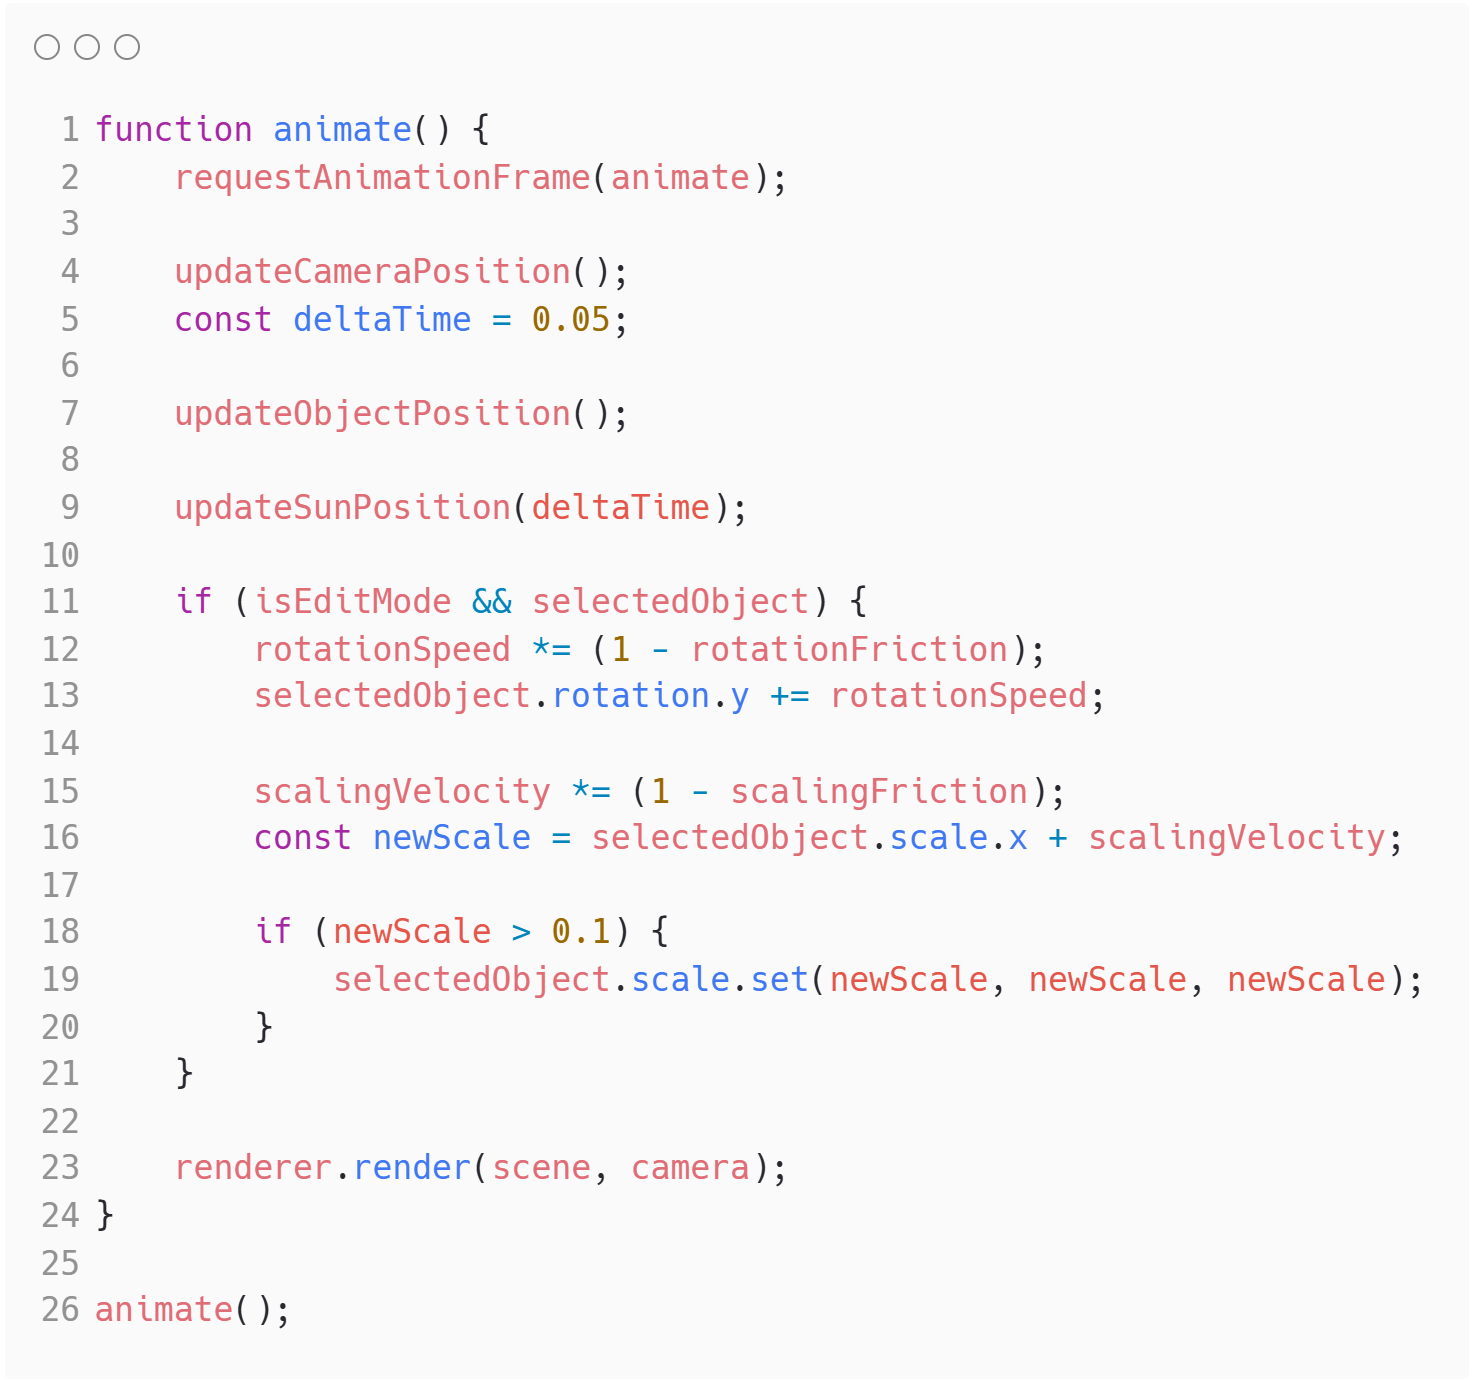 1 function animate() {
2     requestAnimationFrame(animate);
3
4     updateCameraPosition();
5     const deltaTime = 0.05;
6
7     updateObjectPosition();
8
9     updateSunPosition(deltaTime);
10
11     if (isEditMode && selectedObject) {
12         rotationSpeed *= (1 - rotationFriction);
13         selectedObject.rotation.y += rotationSpeed;
14
15         scalingVelocity *= (1 - scalingFriction);
16         const newScale = selectedObject.scale.x + scalingVelocity;
17
18         if (newScale > 0.1) {
19             selectedObject.scale.set(newScale, newScale, newScale);
20         }
21     }
22
23     renderer.render(scene, camera);
24 }
25
26 animate();